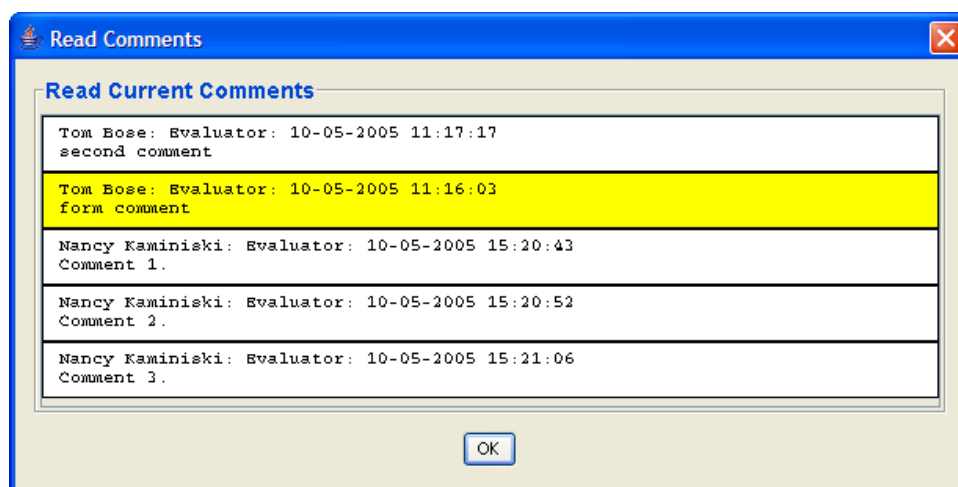 Read Comments
Read Current Comments
Tom Bose: Evaluator: 10-05-2005 11:17:17
second comment
Tom Bose: Evaluator: 10-05-2005 11:16:03
form comment
Nancy Kaminiski: Evaluator: 10-05-2005 15:20:43
Comment 1.
Nancy Kaminiski: Evaluator: 10-05-2005 15:20:52
Comment 2.
Nancy Kaminiski: Evaluator: 10-05-2005 15:21:06
Comment 3.
OK